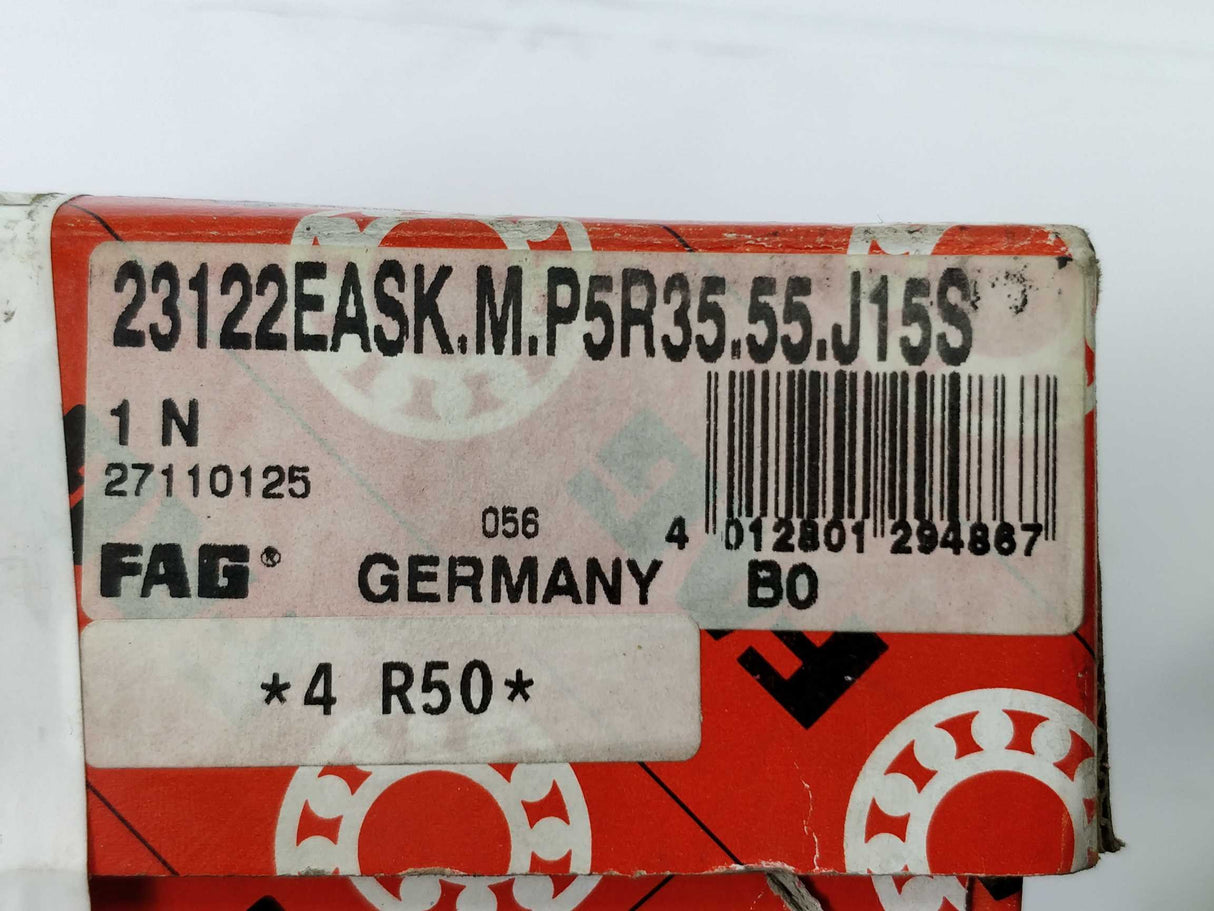 23122EASK.M.P5R35.55.J15S
1 N
27110125
056
4 012801 294867
FAG® GERMANY B0
*4 R50*